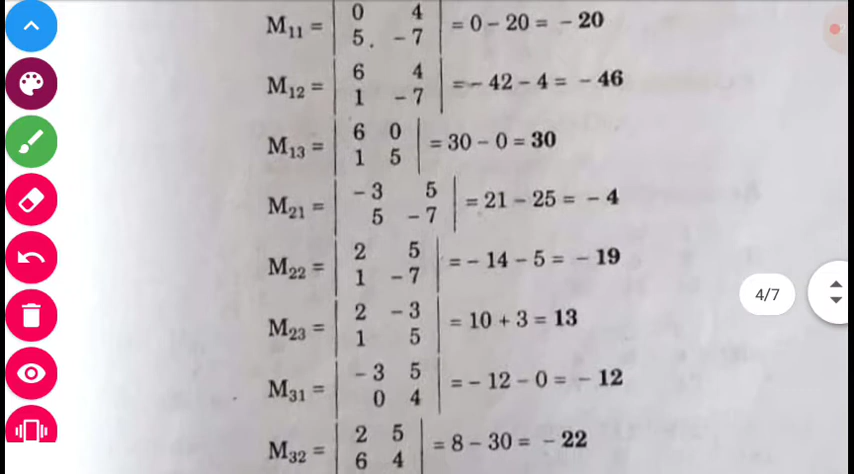 M11 = | 0 4 | = 0 – 20 = – 20
| 5 – 7 |
M12 = | 6 4 | = – 42 – 4 = – 46
| 1 – 7 |
M13 = | 6 0 | = 30 – 0 = 30
| 1 5 |
M21 = | – 3 5 | = 21 – 25 = – 4
| 5 – 7 |
M22 = | 2 5 | = – 14 – 5 = – 19
| 1 – 7 |
M23 = | 2 – 3 | = 10 + 3 = 13
| 1 5 |
4/7
M31 = | – 3 5 | = – 12 – 0 = – 12
| 0 4 |
M32 = | 2 5 | = 8 – 30 = – 22
| 6 4 |